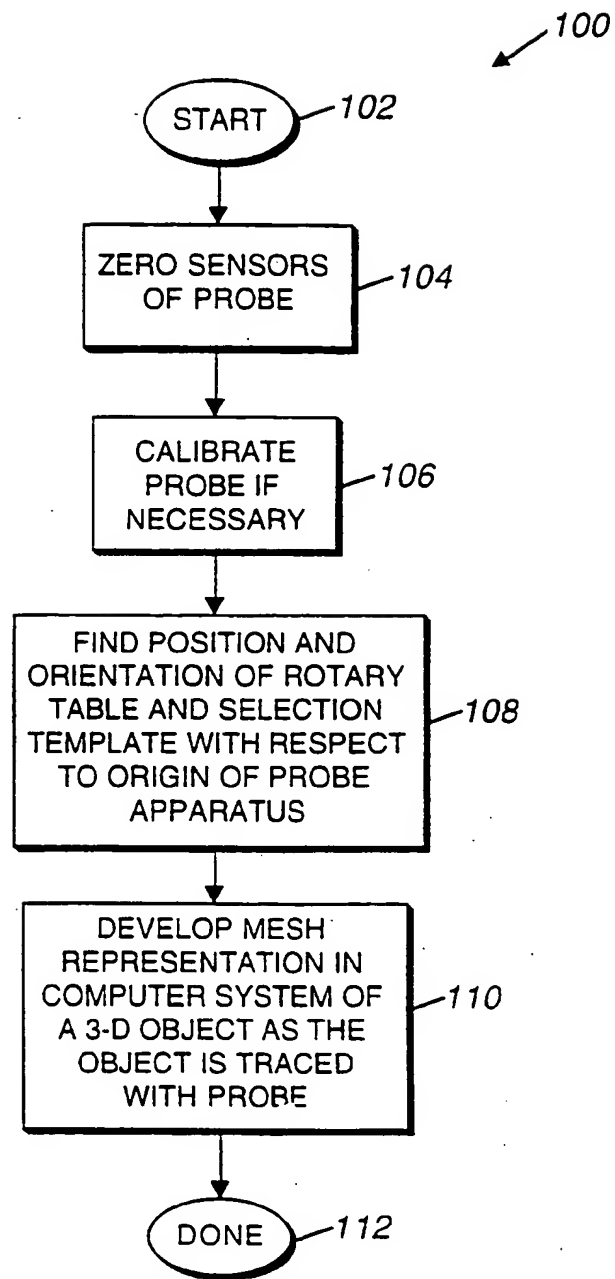 100
START
102
ZERO SENSORS
OF PROBE
104
CALIBRATE
PROBE IF
NECESSARY
106
FIND POSITION AND
ORIENTATION OF ROTARY
TABLE AND SELECTION
TEMPLATE WITH RESPECT
TO ORIGIN OF PROBE
APPARATUS
108
DEVELOP MESH
REPRESENTATION IN
COMPUTER SYSTEM OF
A 3-D OBJECT AS THE
OBJECT IS TRACED
WITH PROBE
110
DONE
112